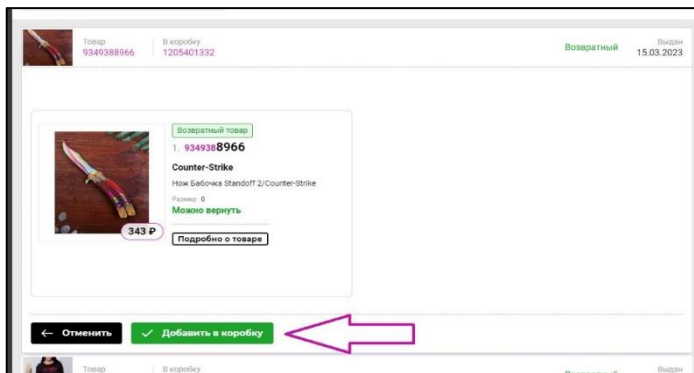 Товар В коробку Выдан
9349388966 1205401332 Возвратный 15.03.2023
Возвратный товар
1. 9349388966
Counter-Strike
Нож Бабочка Standoff 2/Counter-Strike
Размер 0
Можно вернуть
343 ₽
Подробно о товаре
← Отменить ✓ Добавить в коробку
Товар В коробку Возвратный Выдан